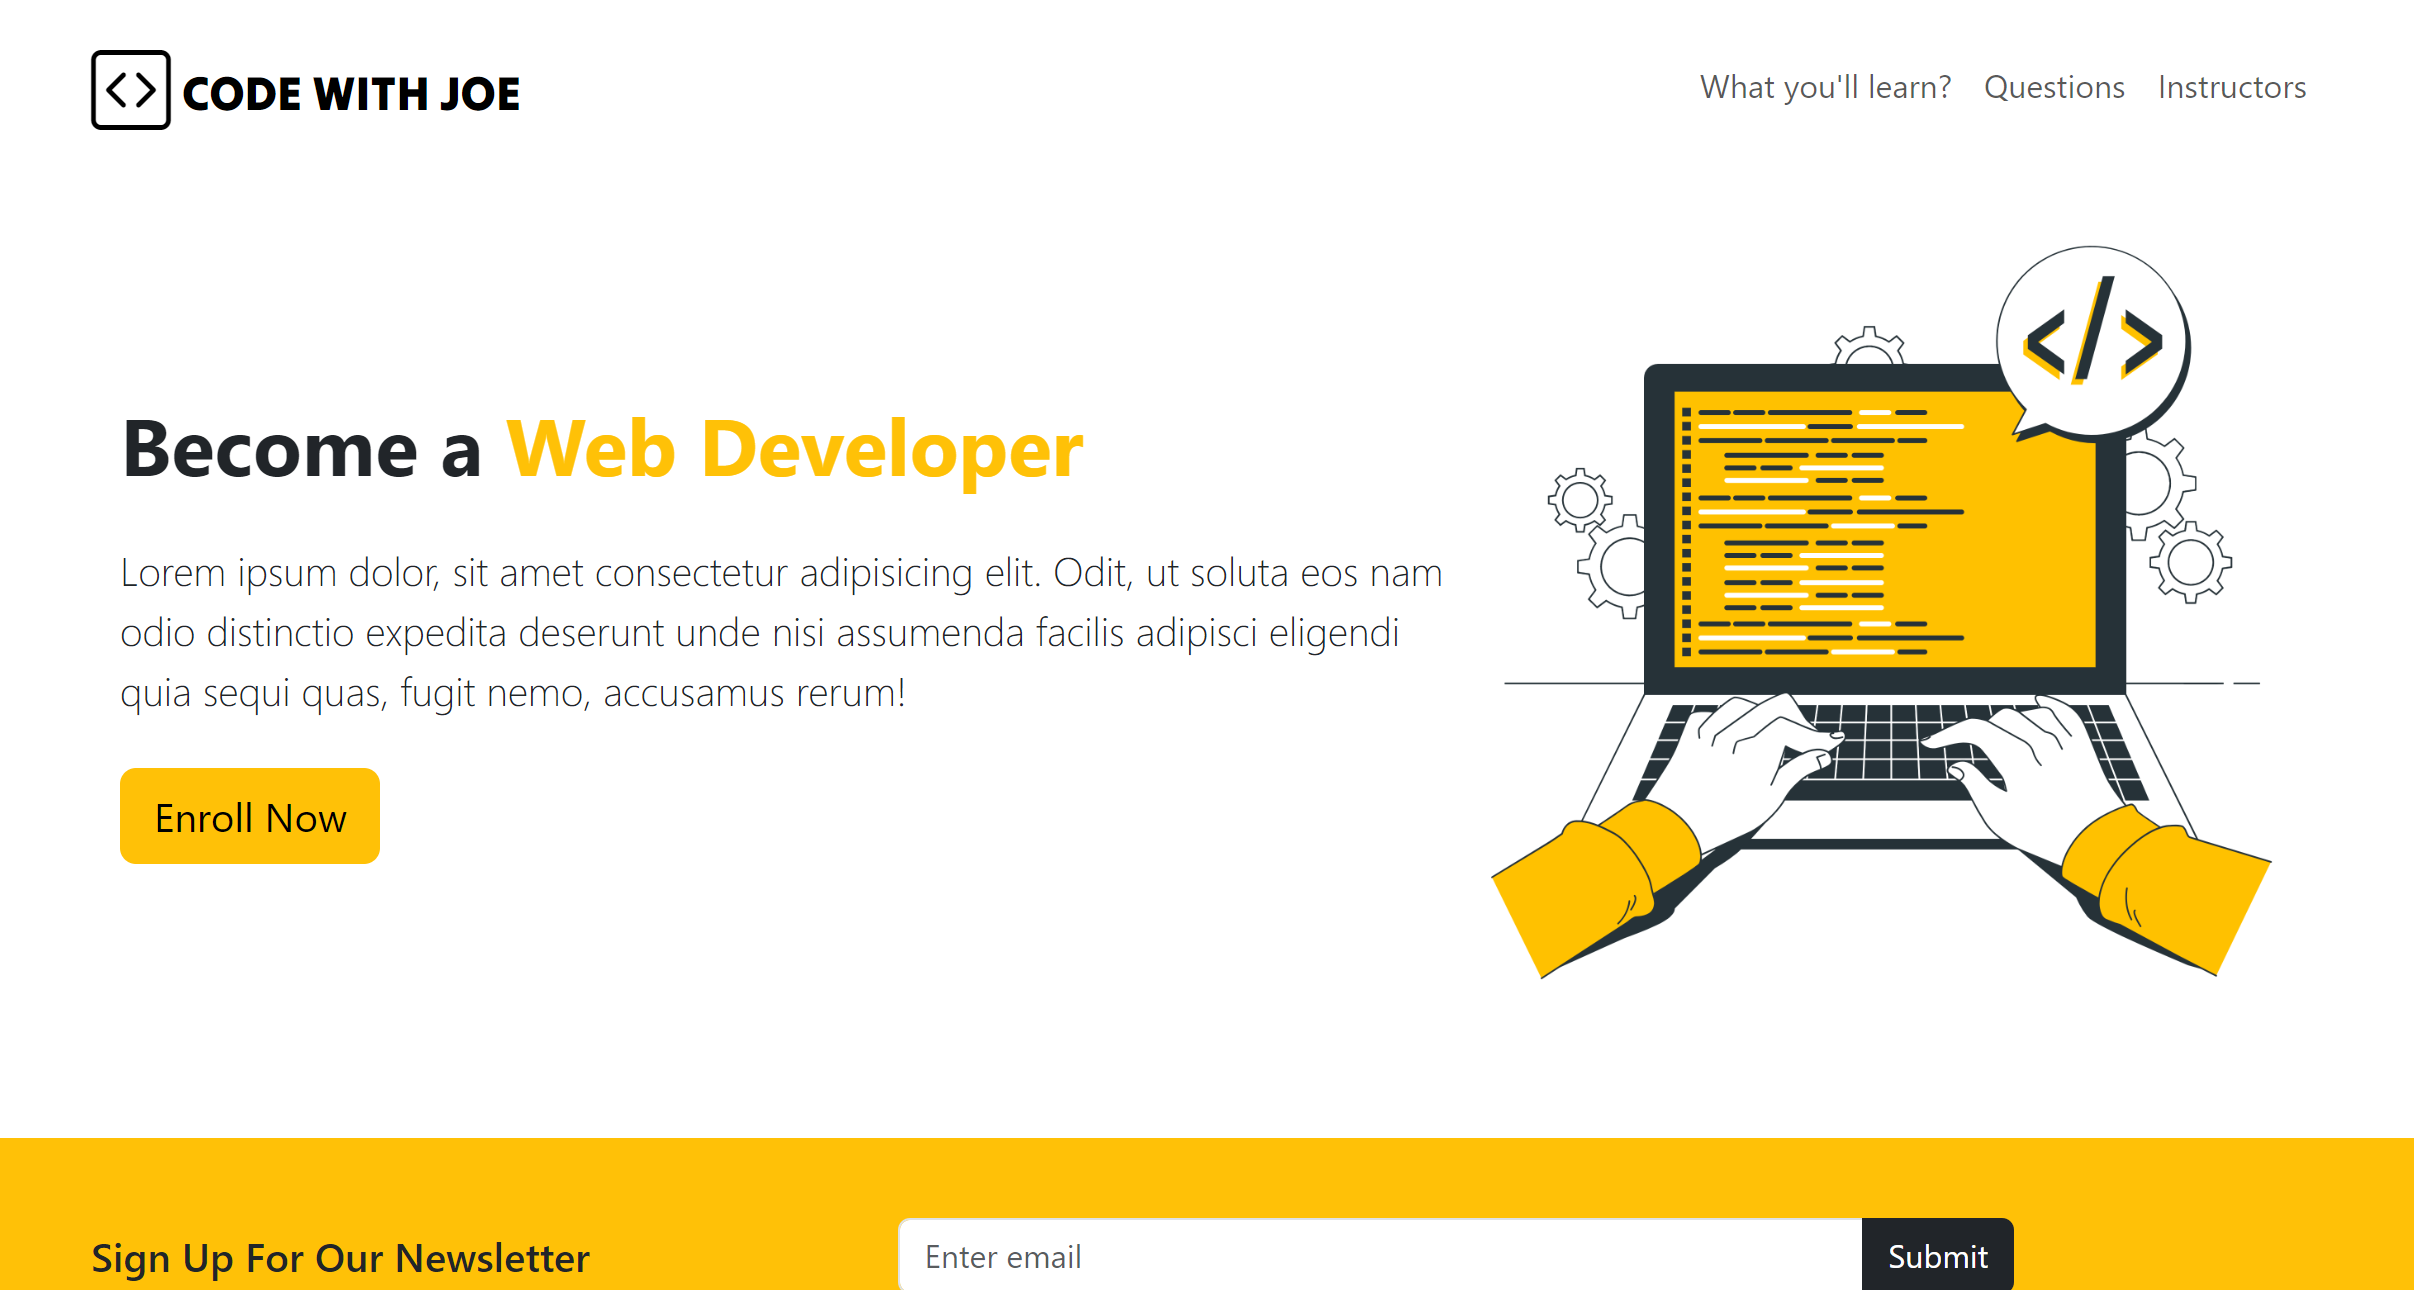 CODE WITH JOE
What you'll learn? Questions Instructors
</>
Become a Web Developer
Lorem ipsum dolor, sit amet consectetur adipisicing elit. Odit, ut soluta eos nam
odio distinctio expedita deserunt unde nisi assumenda facilis adipisci eligendi
quia sequi quas, fugit nemo, accusamus rerum!
Enroll Now
Sign Up For Our Newsletter
Enter email
Submit